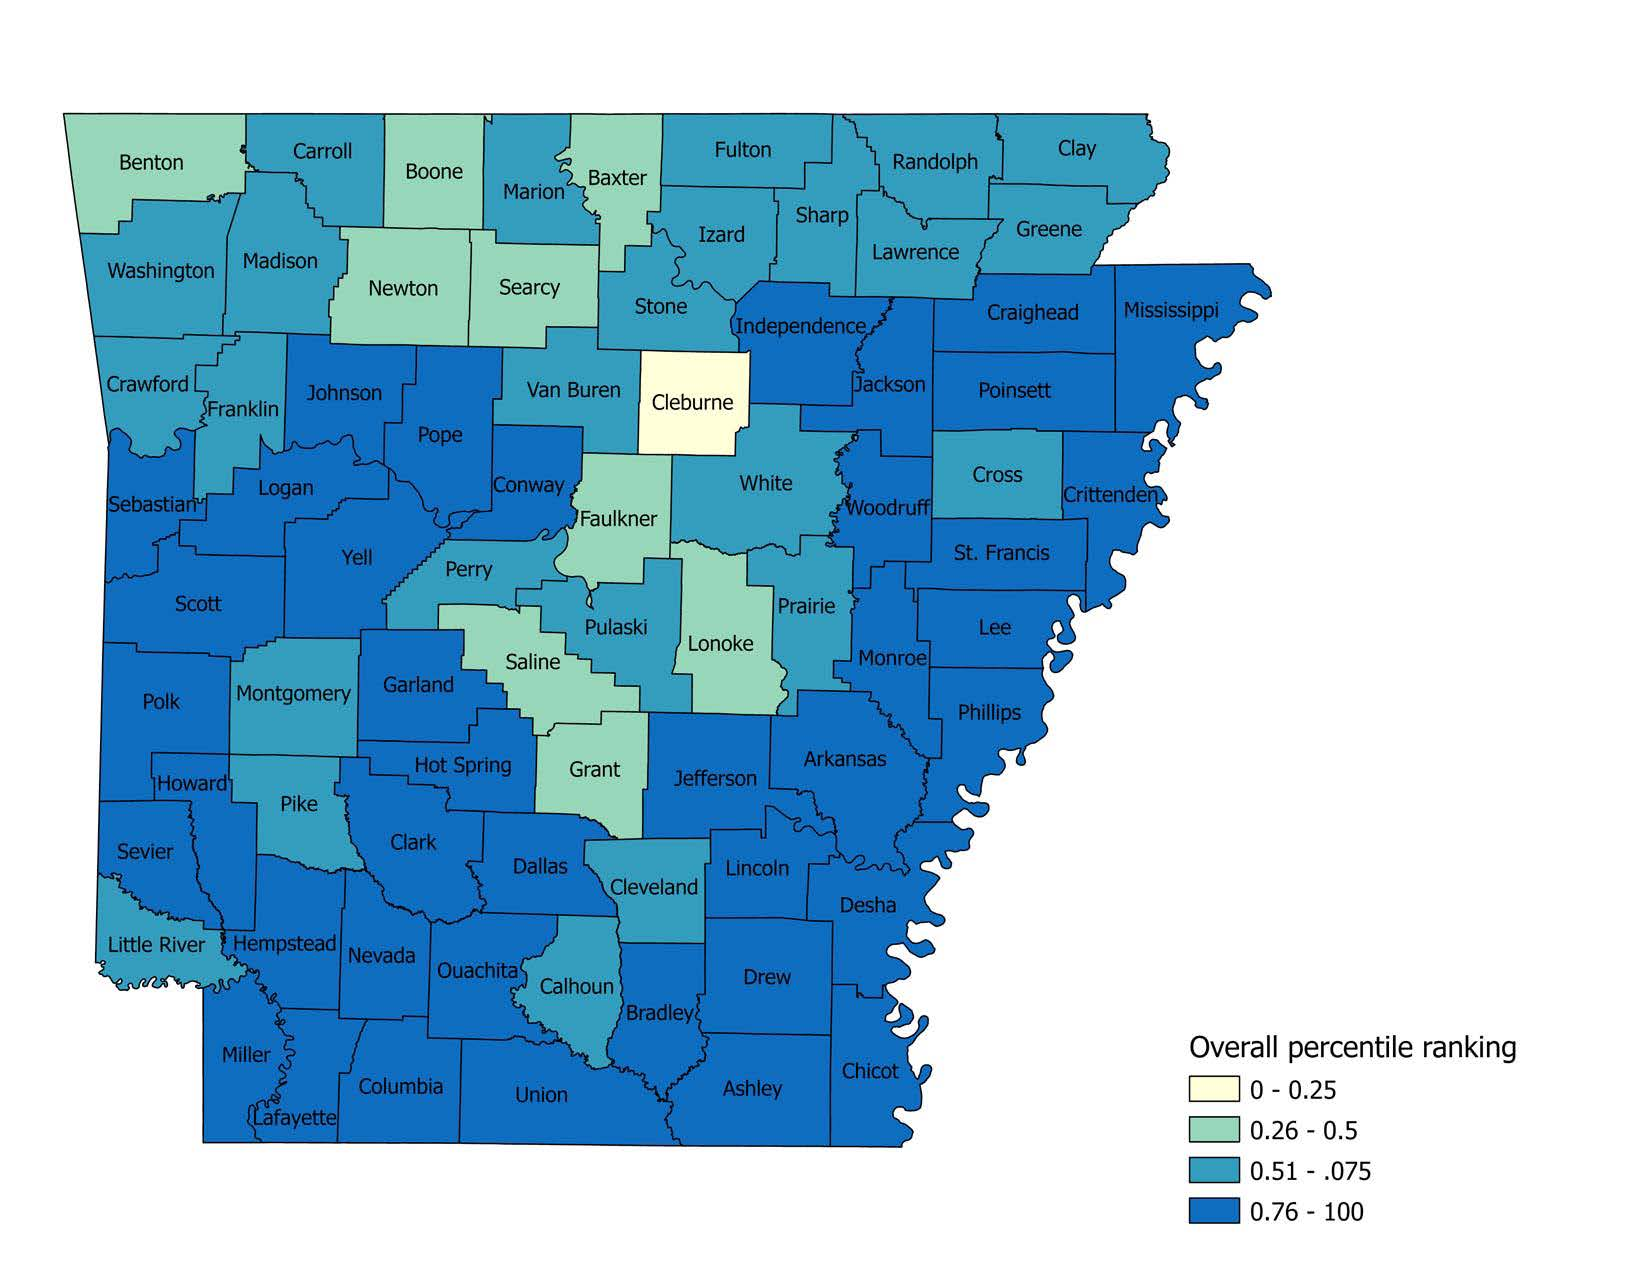 Benton
Carroll
Boone
Marion
Baxter
Fulton
Randolph
Clay
Washington
Madison
Newton
Searcy
Stone
Izard
Sharp
Lawrence
Greene
Crawford
Franklin
Johnson
Pope
Van Buren
Cleburne
Independence
Jackson
Craighead
Mississippi
Poinsett
Sebastian
Logan
Conway
Faulkner
White
Woodruff
Cross
Crittenden
Scott
Yell
Perry
Pulaski
Lonoke
Prairie
Monroe
St. Francis
Lee
Phillips
Polk
Montgomery
Garland
Saline
Hot Spring
Grant
Jefferson
Arkansas
Howard
Pike
Sevier
Clark
Dallas
Cleveland
Lincoln
Desha
Little River
Hempstead
Nevada
Ouachita
Calhoun
Bradley
Drew
Miller
Lafayette
Columbia
Union
Ashley
Chicot
Overall percentile ranking
0 - 0.25
0.26 - 0.5
0.51 - .075
0.76 - 100